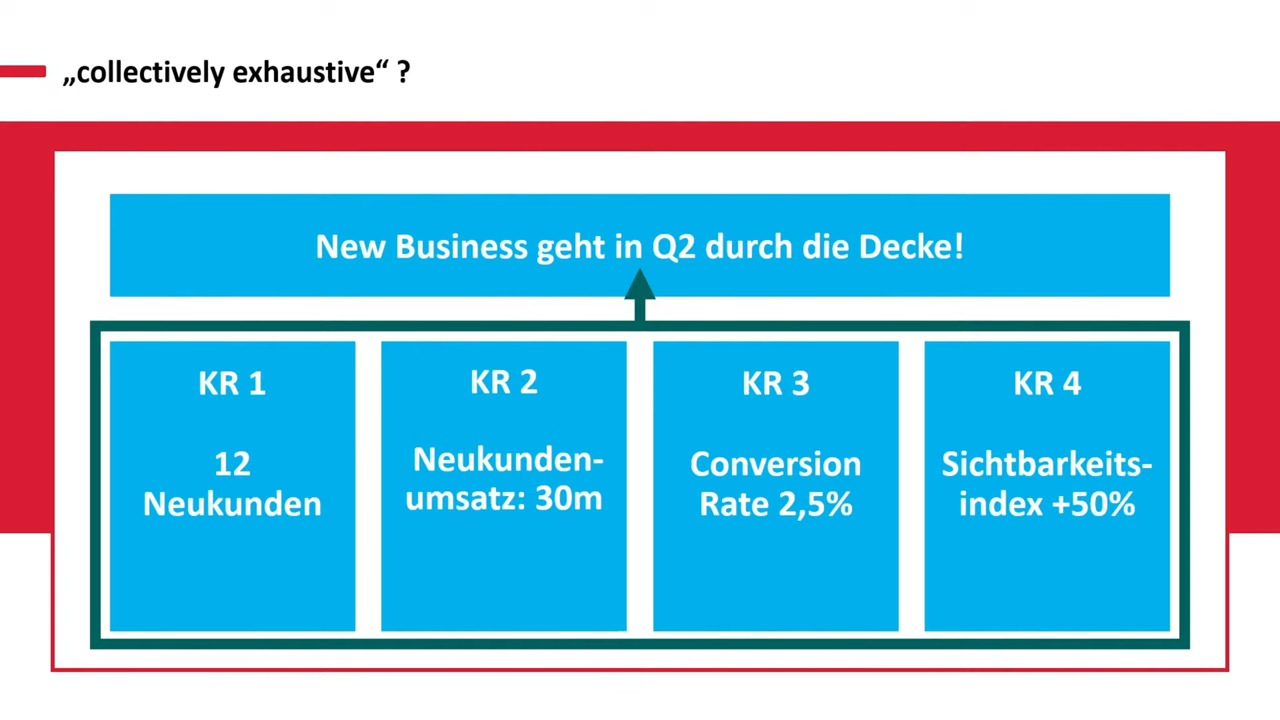 „collectively exhaustive“ ?
New Business geht in Q2 durch die Decke!
KR 1
12
Neukunden
KR 2
Neukunden-
umsatz: 30m
KR 3
Conversion
Rate 2,5%
KR 4
Sichtbarkeits-
index +50%